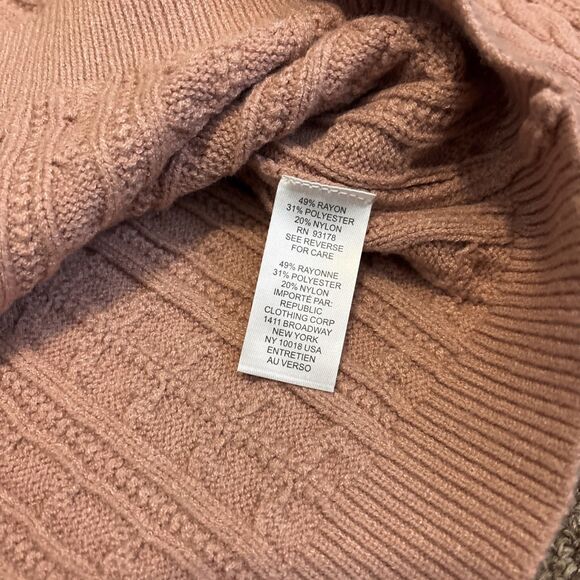 49% RAYON
31% POLYESTER
20% NYLON
RN 93178
SEE REVERSE
FOR CARE
49% RAYONNE
31% POLYESTER
20% NYLON
IMPORTÉ PAR:
REPUBLIC
CLOTHING CORP
1411 BROADWAY
NEW YORK
NY 10018 USA
ENTRETIEN
AU VERSO